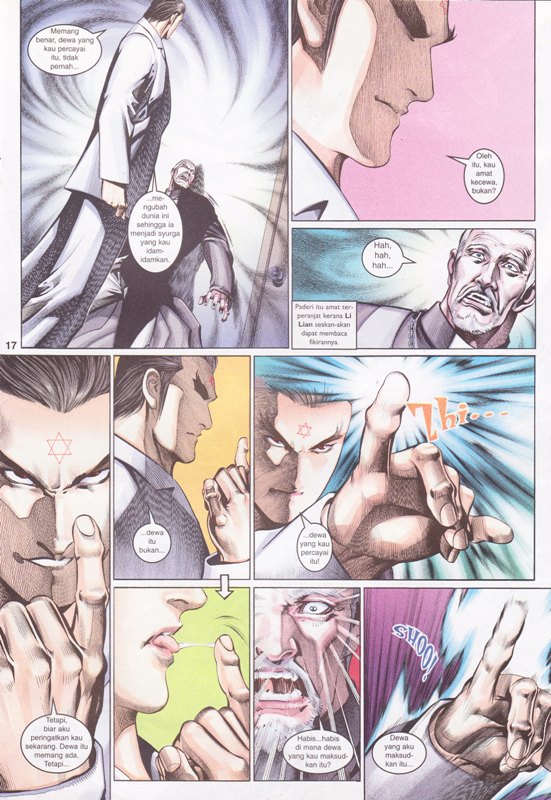 Memang
benar, dewa yang
kau percayai
itu, tidak
pernah...
...me-
ngubah
dunia ini
sehingga ia
menjadi syurga
yang kau
idam-
idamkan.
Oleh
itu, kau
amat
kecewa,
bukan?
Hah,
hah,
hah...
Paderi itu amat ter-
peranjat kerana Li
Lian seakan-akan
dapat membaca
fikirannya.
17
Tetapi,
biar aku
peringatkan kau
sekarang. Dewa itu
memang ada.
Tetapi...
...dewa
itu
bukan...
Zhi...
...dewa
yang kau
percayai
itu!
Habis...habis
di mana dewa
yang kau maksud-
kan itu?
SHOO!
Dewa
yang aku
maksud-
kan itu...